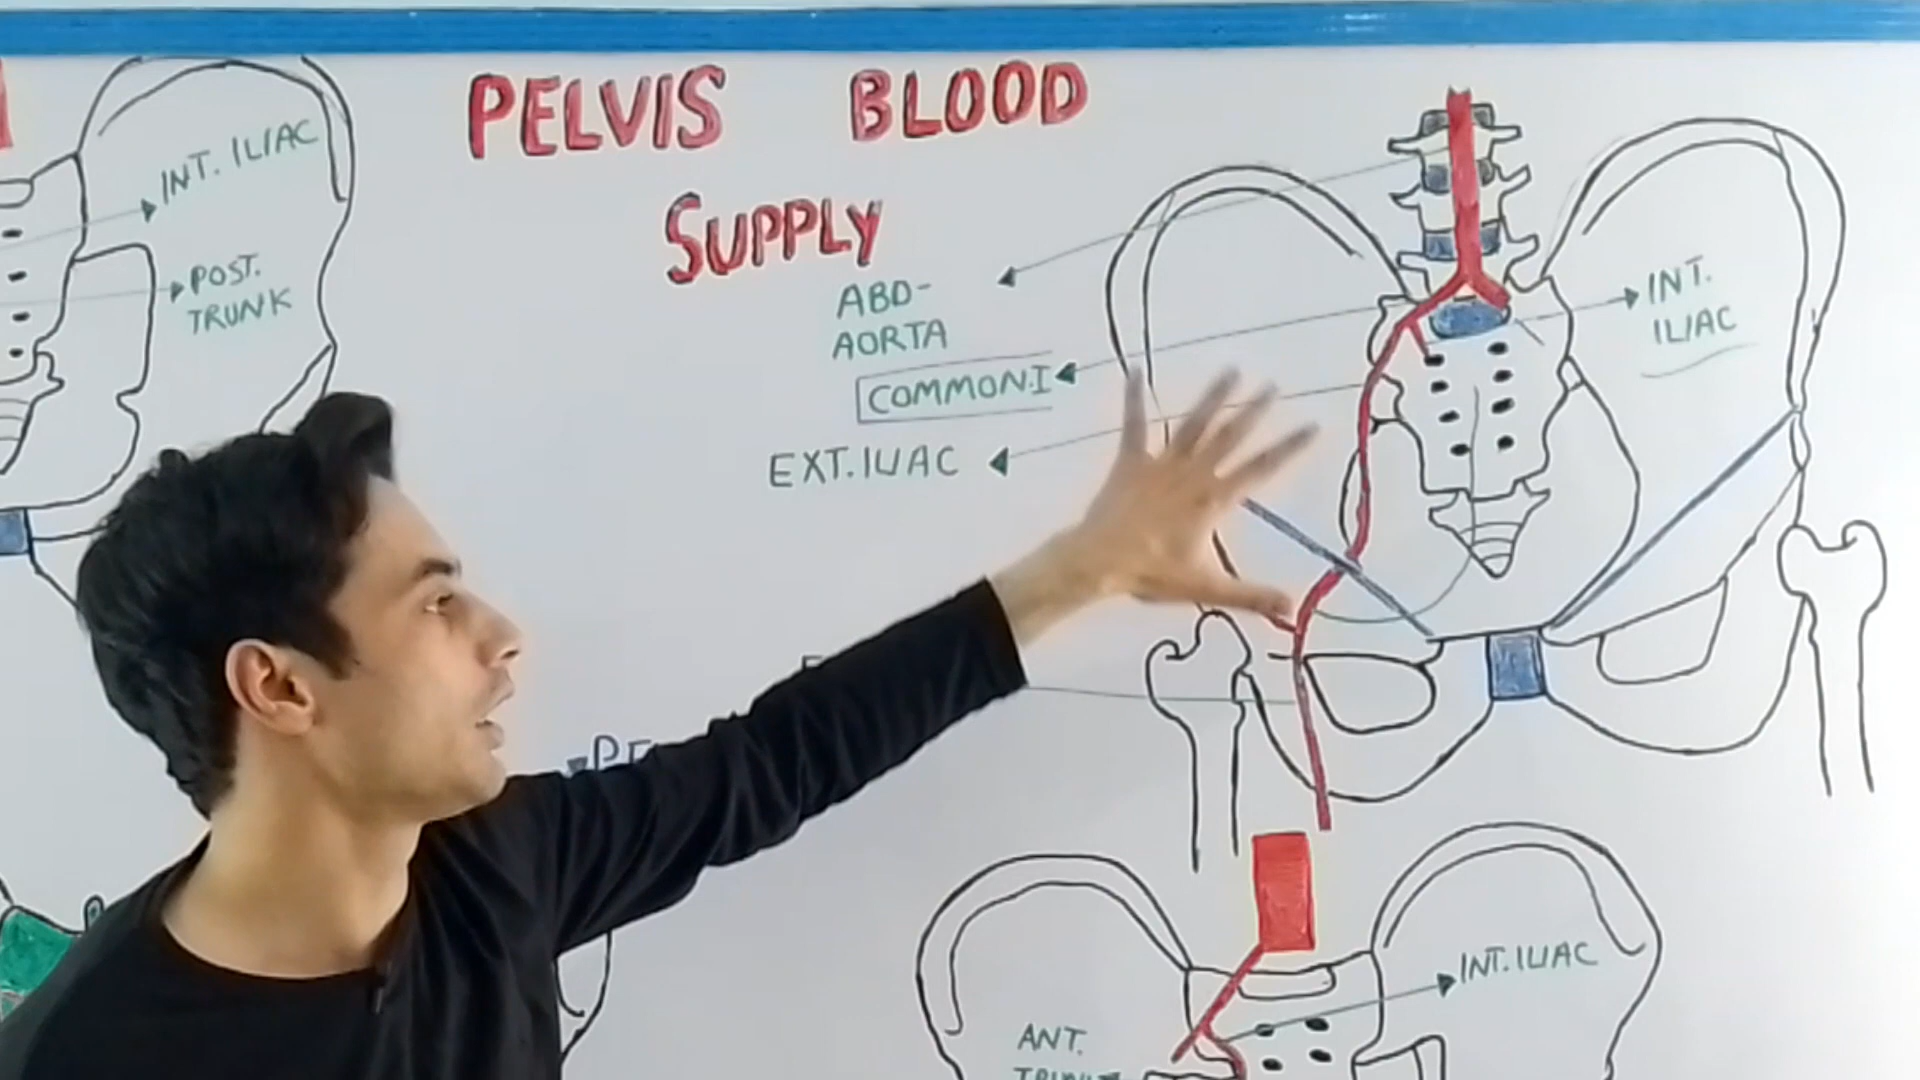 PELVIS BLOOD
SUPPLY
INT. ILIAC
POST.
TRUNK
ABD-
AORTA
COMMON.I
EXT.ILIAC
INT.
ILIAC
INT.ILIAC
ANT.